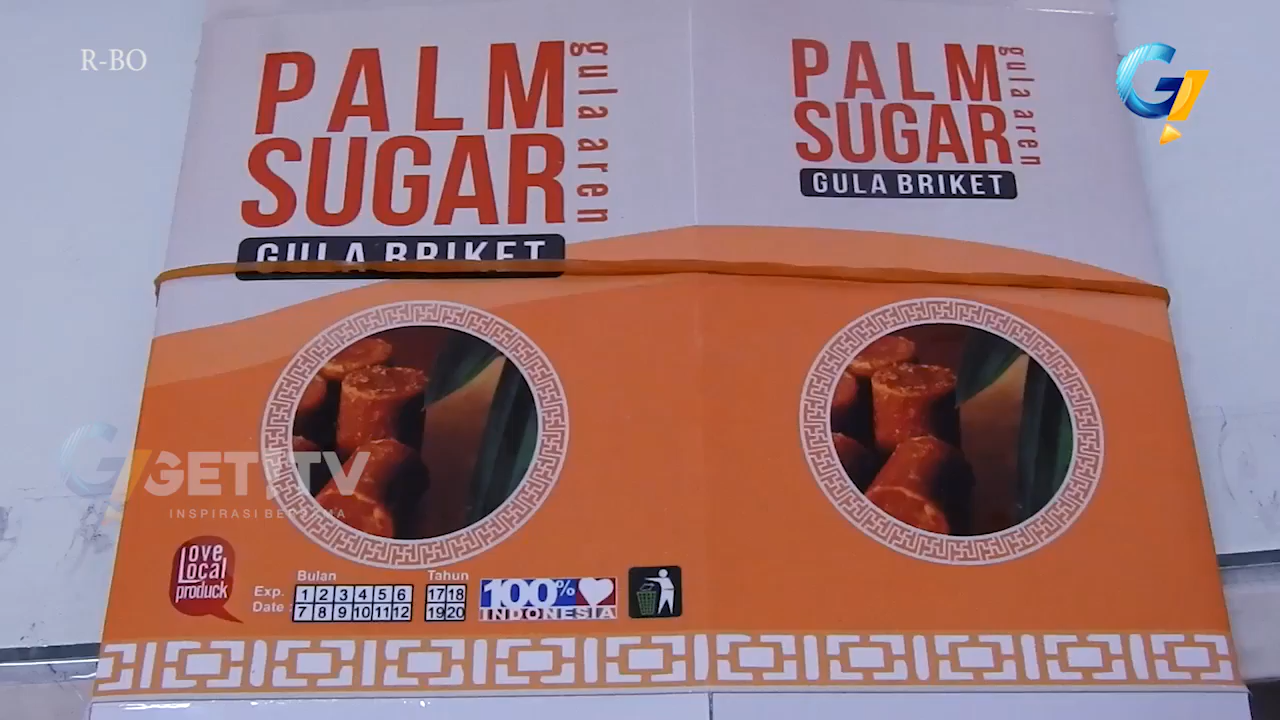 R-BO
PALM
SUGAR
gula aren
GULA BRIKET
PALM
SUGAR
gula aren
GULA BRIKET
G!
G! GETI TV
INSPIRASI BERSAMA
Love
Local
produck
Exp.
Date :
Bulan
1 2 3 4 5 6
7 8 9 10 11 12
Tahun
17 18
19 20
100%
INDONESIA